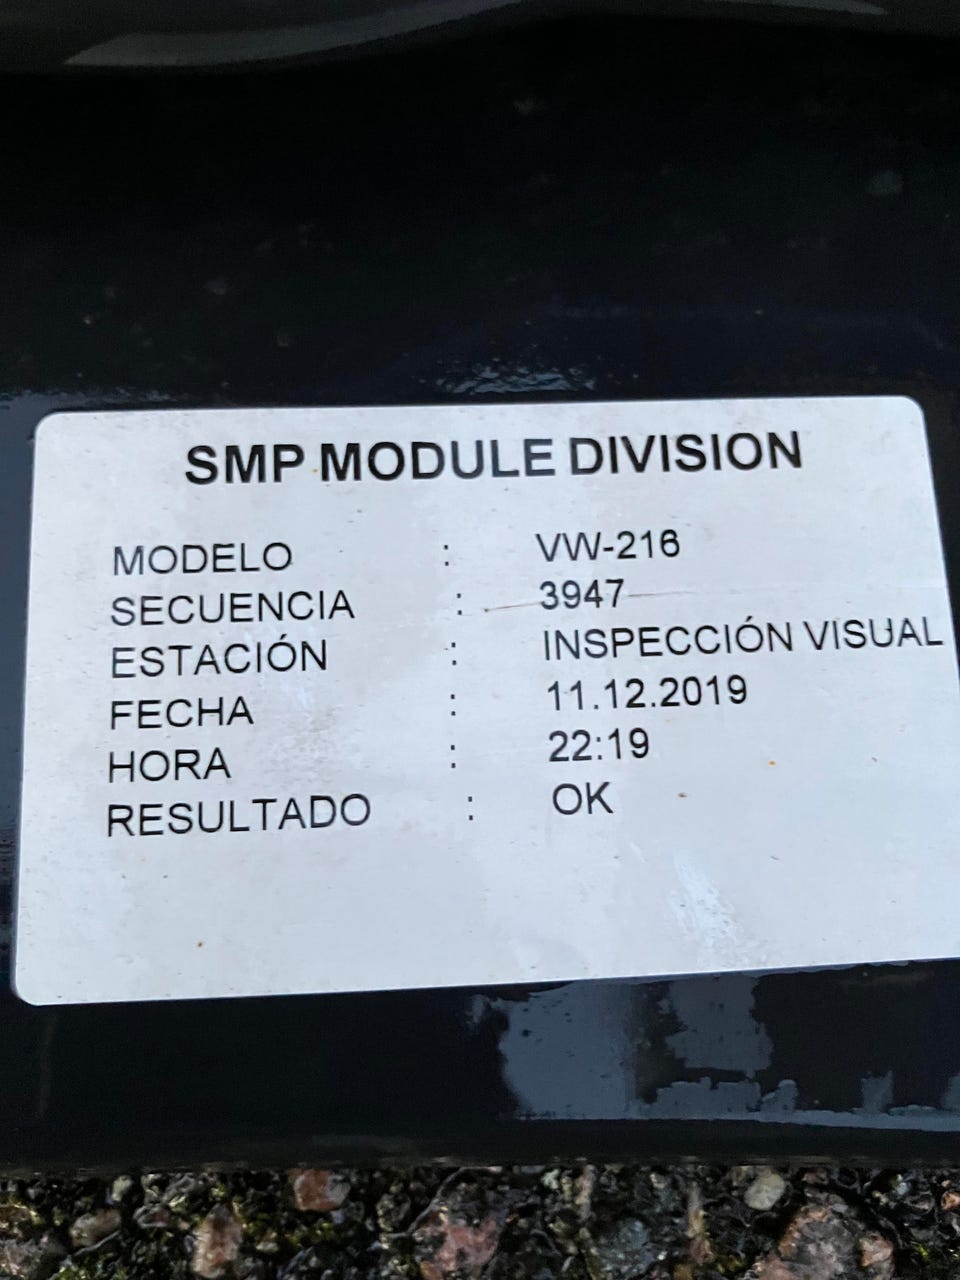 SMP MODULE DIVISION
MODELO : VW-216
SECUENCIA : 3947
ESTACIÓN : INSPECCIÓN VISUAL
FECHA : 11.12.2019
HORA : 22:19
RESULTADO : OK